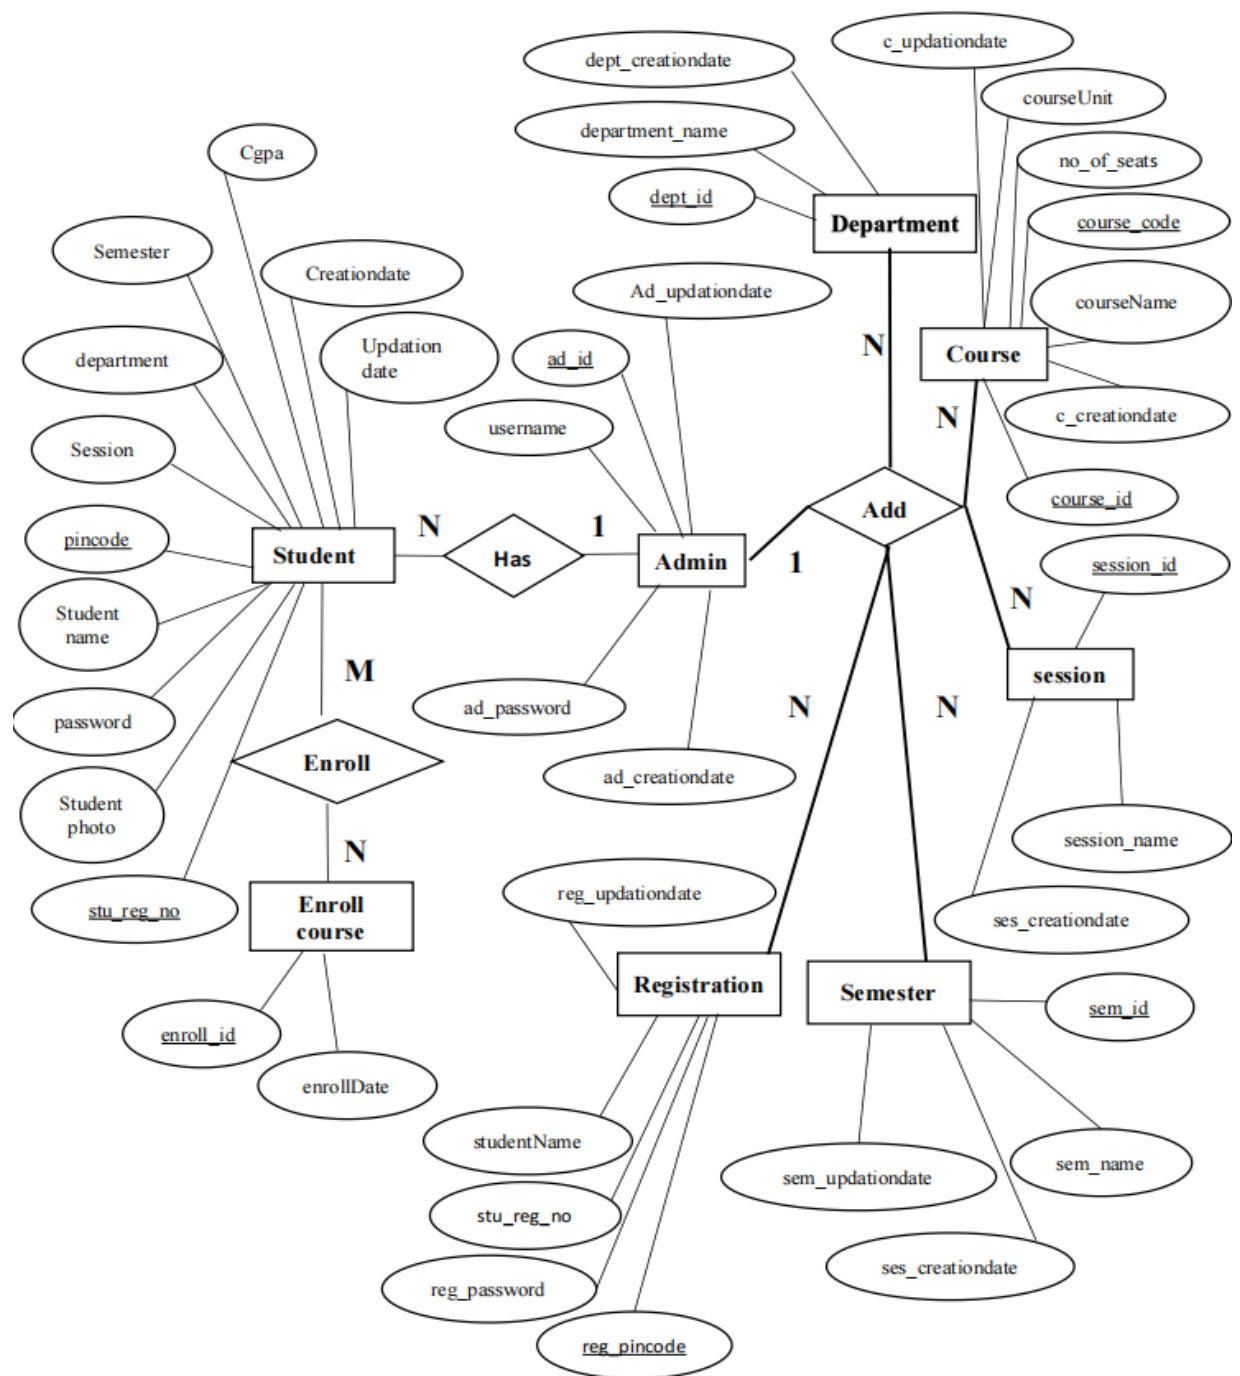 c_updationdate
dept_creationdate
courseUnit
department_name
Cgpa
no_of_seats
dept_id
course_code
Department
Semester
Creationdate
Ad_updationdate
courseName
Updation
date
N
Course
department
ad_id
username
N
c_creationdate
Session
course_id
Add
pincode
N
1
Student
Has
Admin
1
session_id
Student
name
N
M
session
password
ad_password
N
N
Enroll
ad_creationdate
Student
photo
session_name
N
reg_updationdate
stu_reg_no
Enroll
course
ses_creationdate
Registration
Semester
sem_id
enroll_id
enrollDate
studentName
sem_name
sem_updationdate
stu_reg_no
ses_creationdate
reg_password
reg_pincode